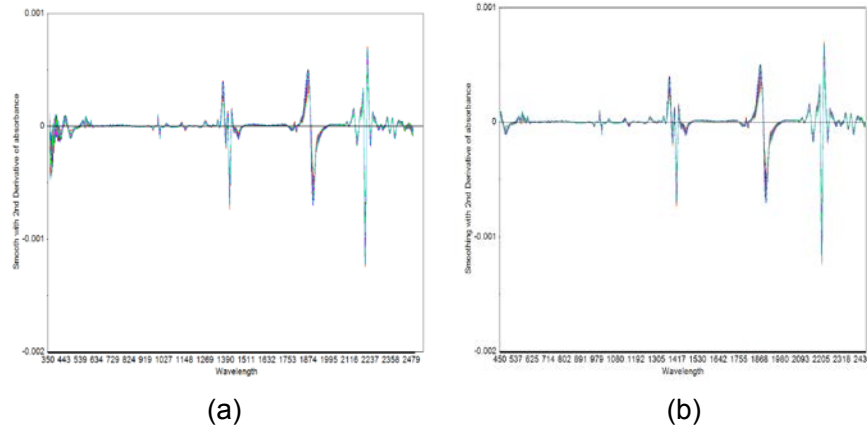 0.001
0
-0.001
-0.002
Smooth with 2nd Derivative of absorbance
350 443 539 634 729 824 919 1027 1148 1269 1390 1511 1632 1753 1874 1995 2116 2237 2358 2479
Wavelength
(a)
0.001
0
-0.001
-0.002
Smoothing with 2nd Derivative of absorbance
450 537 625 714 802 891 979 1080 1192 1305 1417 1530 1642 1755 1868 1980 2093 2205 2318 2430
Wavelength
(b)